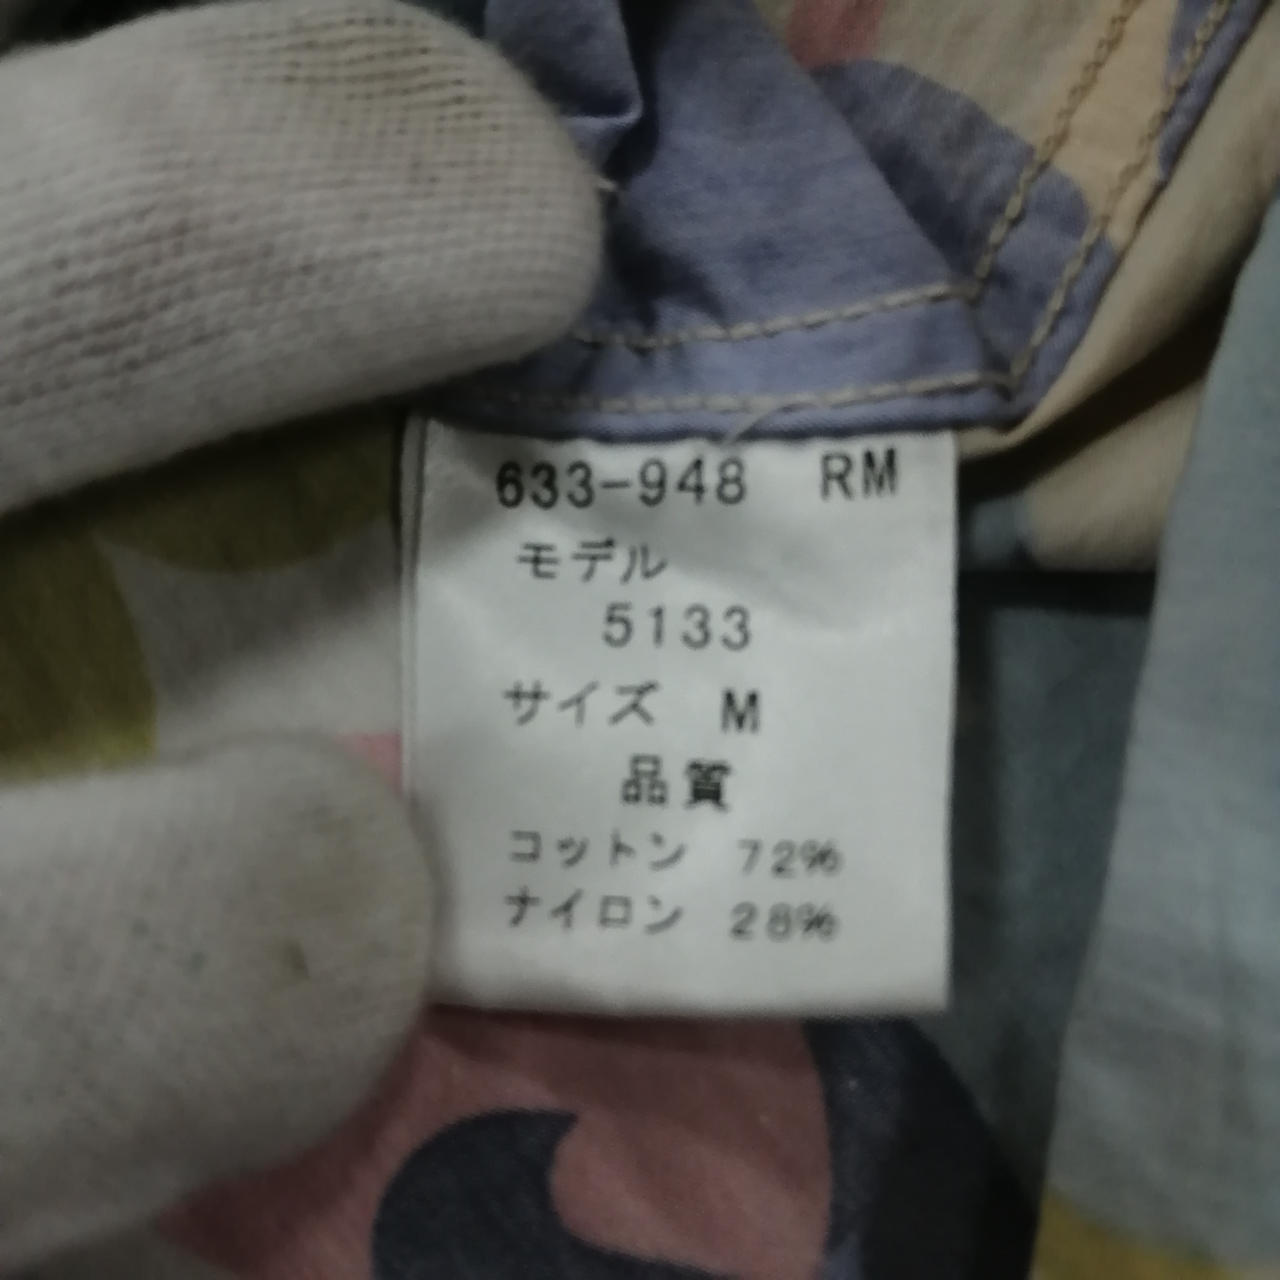 633-948 RM
モデル
5133
サイズ M
品質
コットン 72%
ナイロン 28%